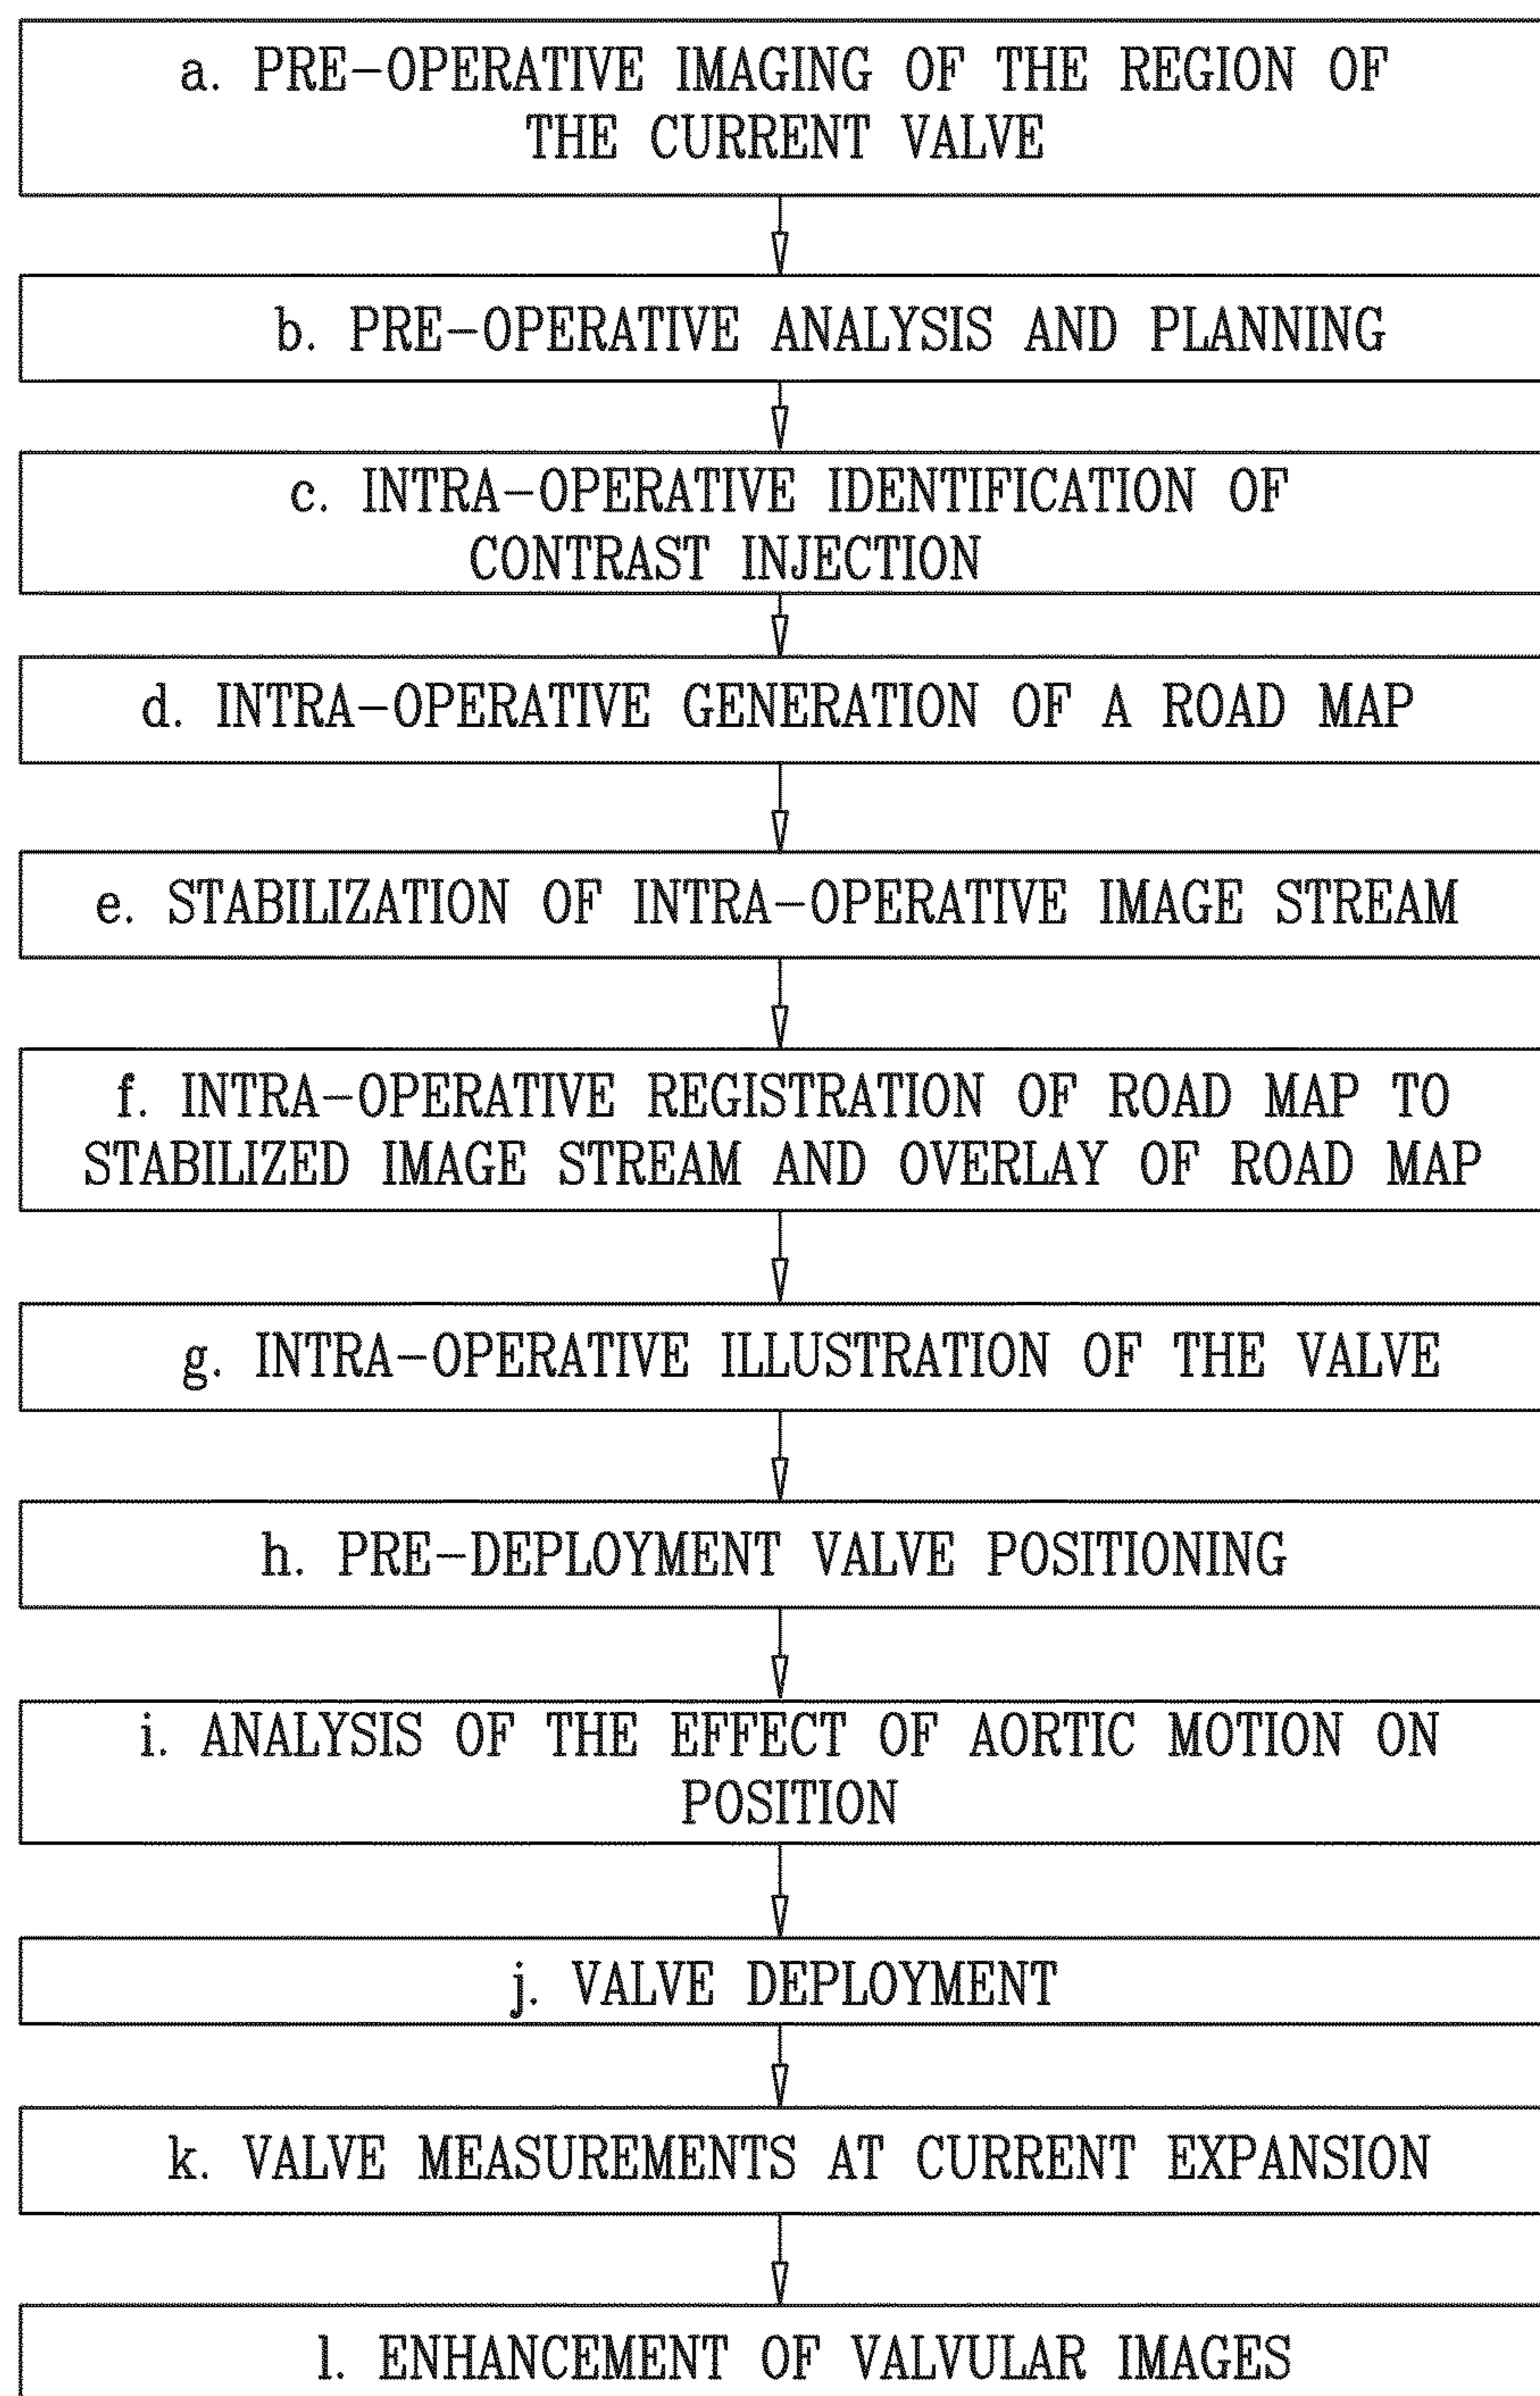 a. PRE-OPERATIVE IMAGING OF THE REGION OF
THE CURRENT VALVE
b. PRE-OPERATIVE ANALYSIS AND PLANNING
c. INTRA-OPERATIVE IDENTIFICATION OF
CONTRAST INJECTION
d. INTRA-OPERATIVE GENERATION OF A ROAD MAP
e. STABILIZATION OF INTRA-OPERATIVE IMAGE STREAM
f. INTRA-OPERATIVE REGISTRATION OF ROAD MAP TO
STABILIZED IMAGE STREAM AND OVERLAY OF ROAD MAP
g. INTRA-OPERATIVE ILLUSTRATION OF THE VALVE
h. PRE-DEPLOYMENT VALVE POSITIONING
i. ANALYSIS OF THE EFFECT OF AORTIC MOTION ON
POSITION
j. VALVE DEPLOYMENT
k. VALVE MEASUREMENTS AT CURRENT EXPANSION
l. ENHANCEMENT OF VALVULAR IMAGES